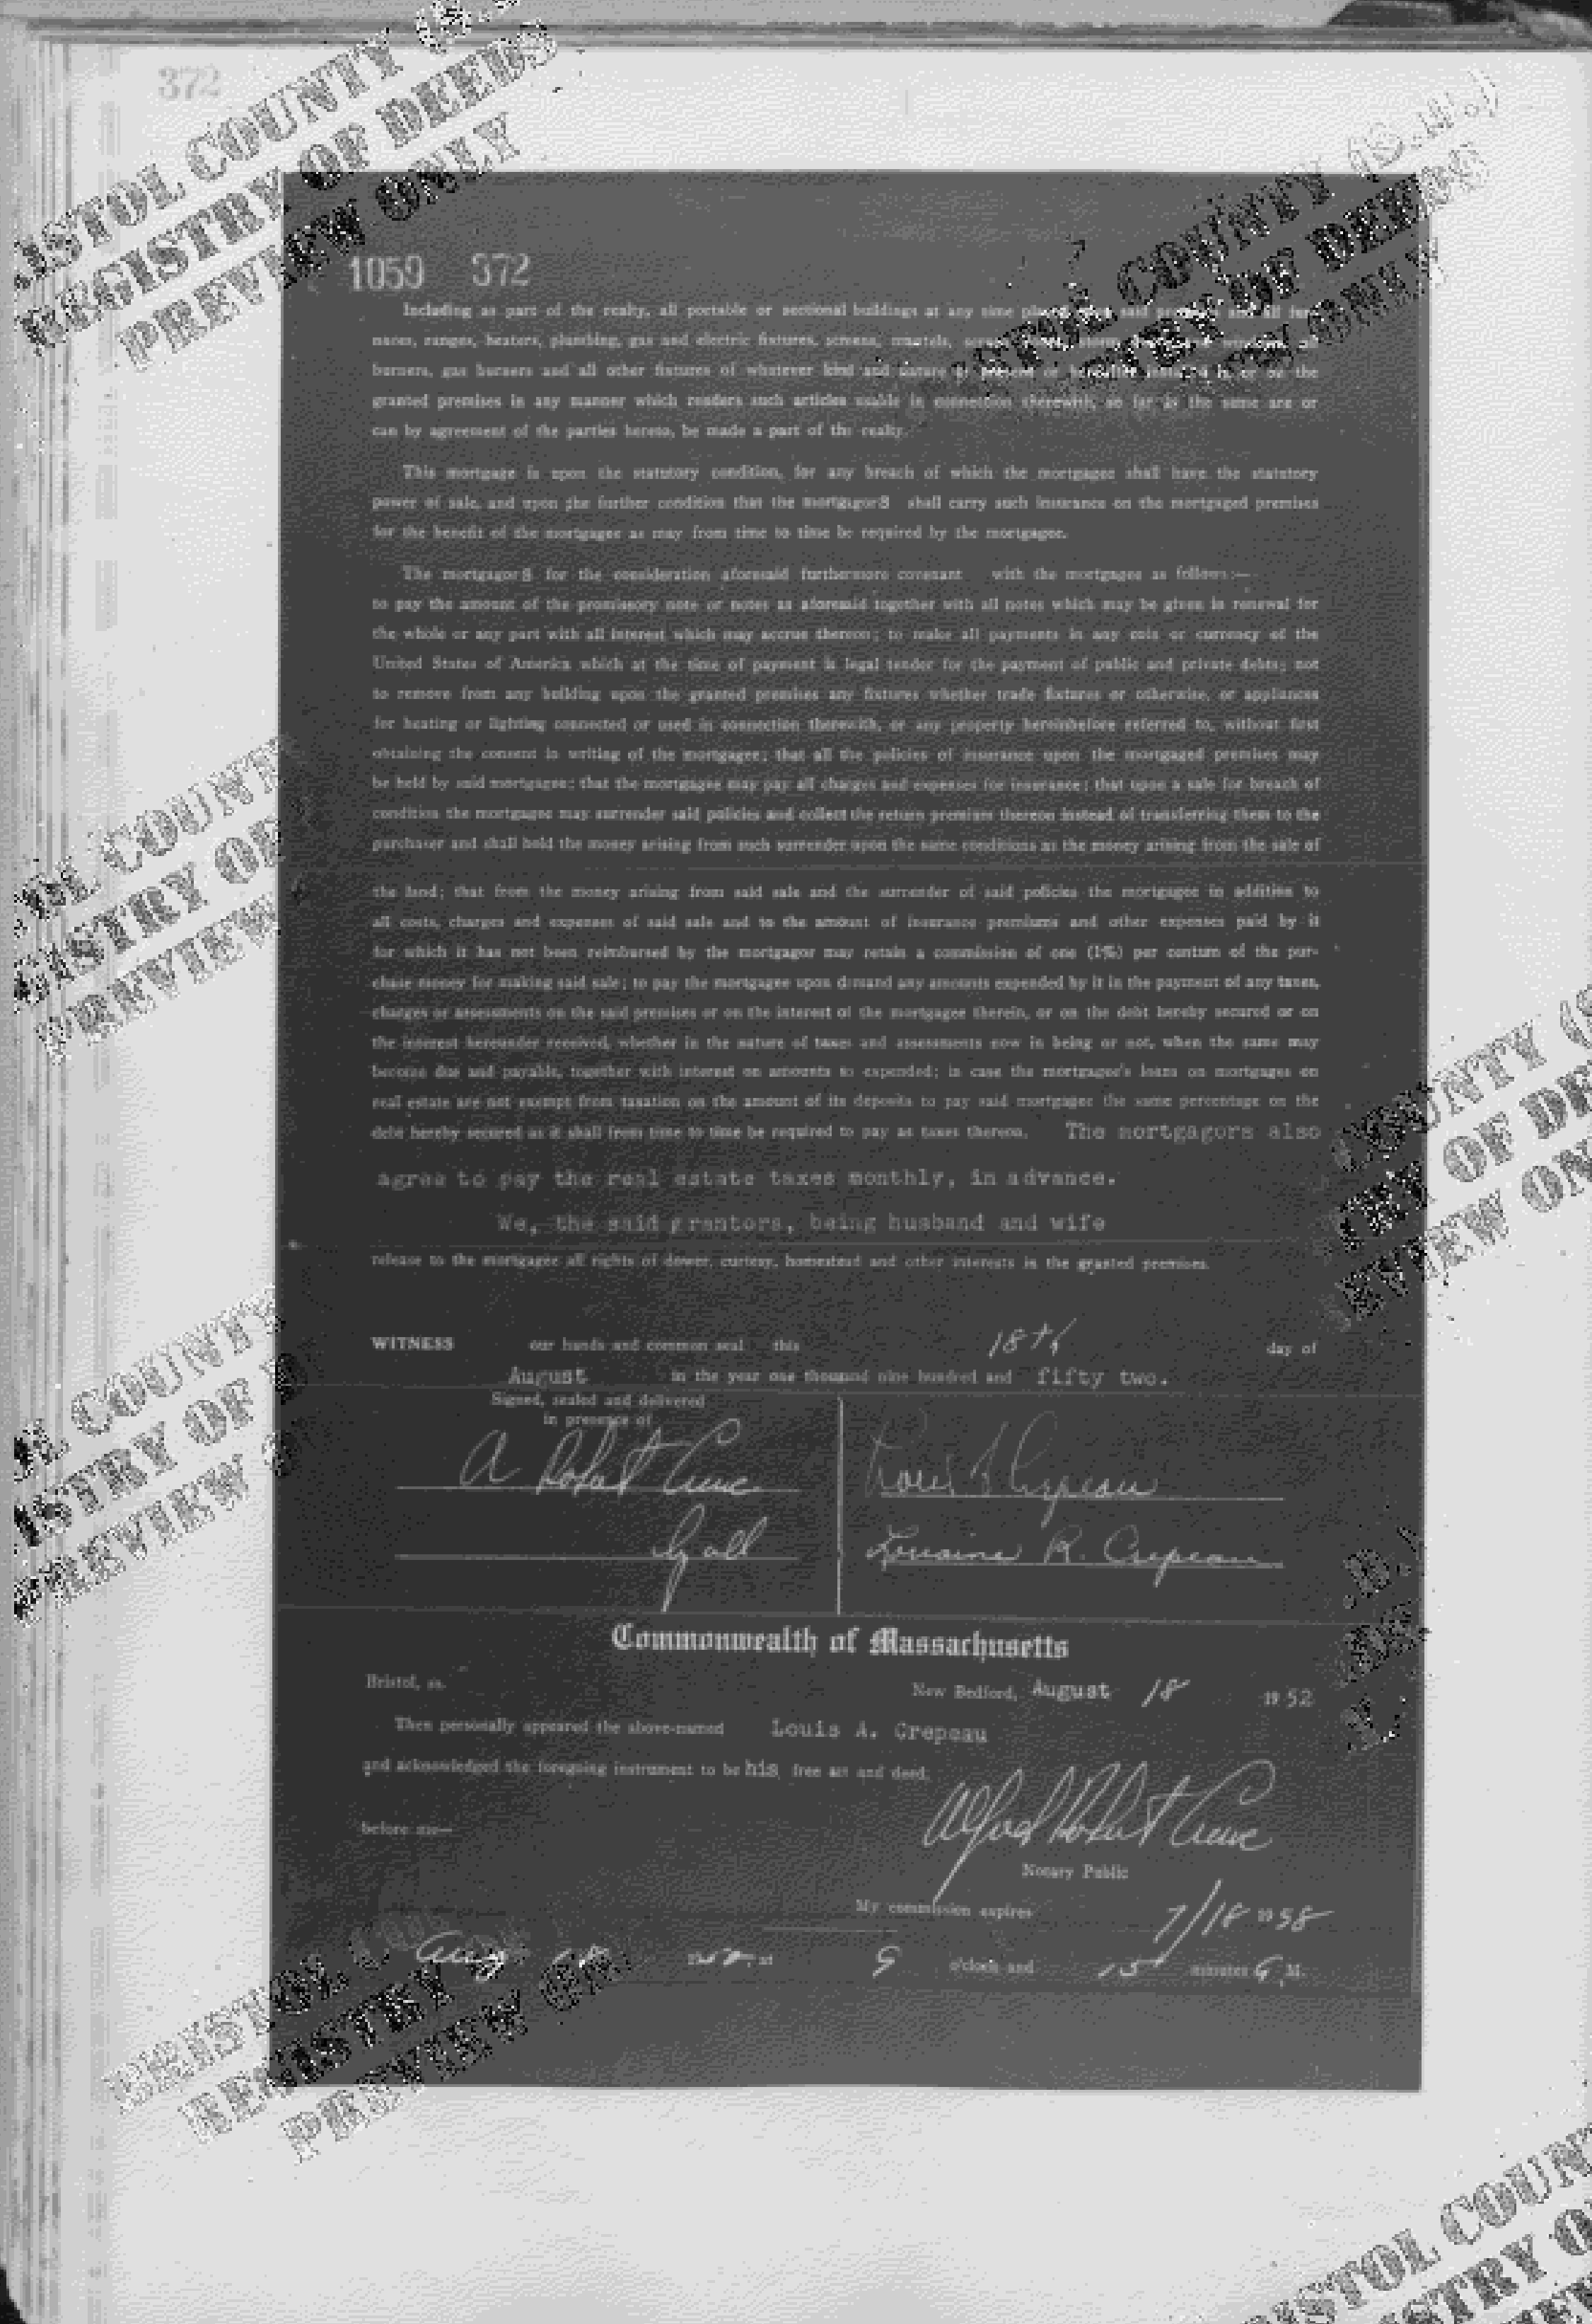 372
BRISTOL COUNTY (S.D.)
REGISTRY OF DEEDS
PREVIEW ONLY
1059 372
Including as part of the realty, all portable or sectional buildings at any time placed upon said premises and all fur-
naces, ranges, heaters, plumbing, gas and electric fixtures, screens, mantels,
burners, gas burners and all other fixtures of whatever kind and nature at present or hereafter installed in or on the
granted premises in any manner which renders such articles usable in connection therewith, so far as the same are or
can by agreement of the parties hereto, be made a part of the realty.
This mortgage is upon the statutory condition, for any breach of which the mortgagee shall have the statutory
power of sale, and upon the further condition that the mortgagors shall carry such insurance on the mortgaged premises
for the benefit of the mortgagee as may from time to time be required by the mortgagee.
The mortgagors for the consideration aforesaid furthermore covenant with the mortgagee as follows:—
to pay the amount of the promissory note or notes as aforesaid together with all notes which may be given in renewal for
the whole or any part with all interest which may accrue thereon; to make all payments in any coin or currency of the
United States of America which at the time of payment is legal tender for the payment of public and private debts; not
to remove from any building upon the granted premises any fixtures whether trade fixtures or otherwise, or appliances
for heating or lighting connected or used in connection therewith, or any property hereinbefore referred to, without first
obtaining the consent in writing of the mortgagee; that all the policies of insurance upon the mortgaged premises may
be held by said mortgagee; that the mortgagee may pay all charges and expenses for insurance; that upon a sale for breach of
condition the mortgagee may surrender said policies and collect the return premium thereon instead of transferring them to the
purchaser and shall hold the money arising from such surrender upon the same conditions as the money arising from the sale of
the land; that from the money arising from said sale and the surrender of said policies the mortgagee in addition to
all costs, charges and expenses of said sale and to the amount of insurance premiums and other expenses paid by it
for which it has not been reimbursed by the mortgagor may retain a commission of one (1%) per centum of the pur-
chase money for making said sale; to pay the mortgagee upon demand any amounts expended by it in the payment of any taxes,
charges or assessments on the said premises or on the interest of the mortgagee therein, or on the debt hereby secured or on
the interest hereunder received, whether in the nature of taxes and assessments now in being or not, when the same may
become due and payable, together with interest on amounts so expended; in case the mortgagee's loans on mortgages on
real estate are not exempt from taxation on the amount of its deposits to pay said mortgagee the same percentage on the
debt hereby secured as it shall from time to time be required to pay as taxes thereon. The mortgagors also
agree to pay the real estate taxes monthly, in advance.
We, the said grantors, being husband and wife
release to the mortgagee all rights of dower, curtesy, homestead and other interests in the granted premises.
WITNESS our hands and common seal this 18th day of
August in the year one thousand nine hundred and fifty two.
Signed, sealed and delivered
in presence of
A Robert Crepeau
Lorraine R. Crepeau
Commonwealth of Massachusetts
Bristol, ss. New Bedford, August 18 1952
Then personally appeared the above-named Louis A. Crepeau
and acknowledged the foregoing instrument to be his free act and deed,
before me—
Alfred Robert
Notary Public
My commission expires 7/18 1958
Aug 18 1952 at 9 o'clock and 15 minutes A.M.